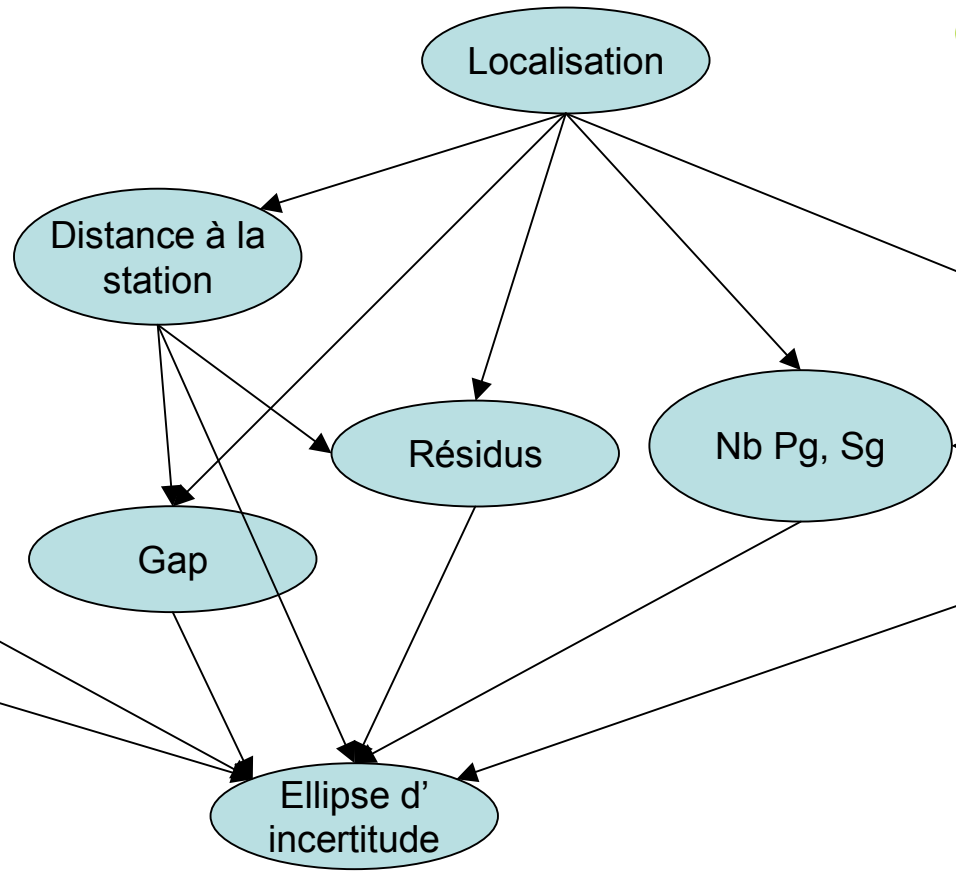 Localisation
Distance à la
station
Résidus
Nb Pg, Sg
Gap
Ellipse d’
incertitude